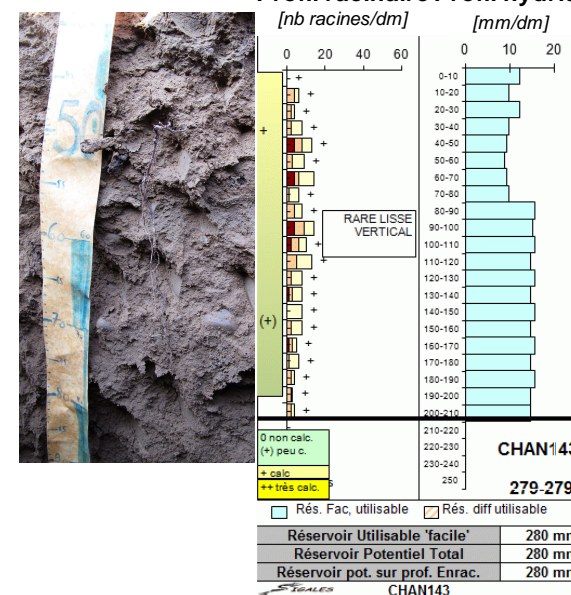 [nb racines/dm]
[mm/dm]
0 20 40 60
0 10 20
+
(+)
RARE LISSE
VERTICAL
0-10
10-20
20-30
30-40
40-50
50-60
60-70
70-80
80-90
90-100
100-110
110-120
120-130
130-140
140-150
150-160
160-170
170-180
180-190
190-200
200-210
210-220
220-230
230-240
250
0 non calc.
(+) peu c.
+ calc
++ très calc.
CHAN143
279-279
Rés. Fac, utilisable
Rés. diff utilisable
Réservoir Utilisable 'facile' 280 mm
Réservoir Potentiel Total 280 mm
Réservoir pot. sur prof. Enrac. 280 mm
SIGALES CHAN143
50
60